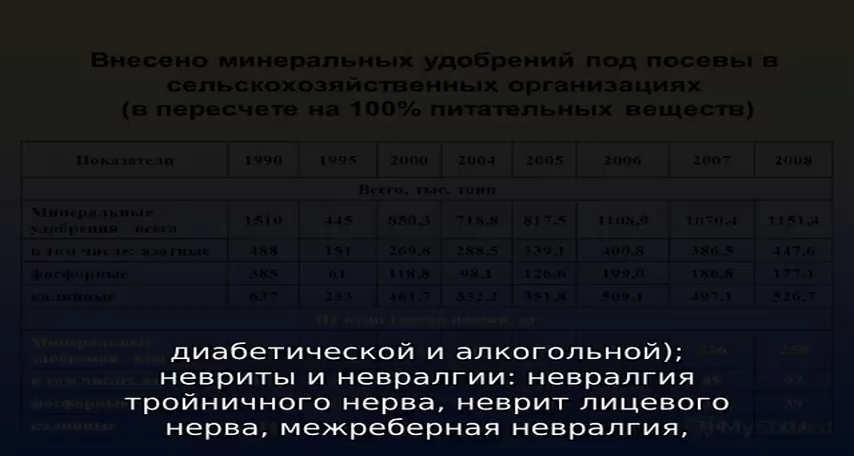 Внесено минеральных удобрений под посевы в
сельскохозяйственных организациях
(в пересчете на 100% питательных веществ)
Показатели 1990 1995 2000 2004 2005 2006 2007 2008
Всего, тыс. тонн
Минеральные
удобрения всего 1510 445 850,3 718,8 817,5 1108,9 1070,4 1151,4
в том числе: азотные 488 151 269,8 288,5 339,1 400,8 386,5 447,6
фосфорные 385 61 118,8 98,1 126,6 199,0 186,8 177,1
калийные 637 233 461,7 332,2 351,8 509,1 497,1 526,7
Минеральные
диабетической и алкогольной);
невриты и невралгии: невралгия
тройничного нерва, неврит лицевого
нерва, межреберная невралгия,